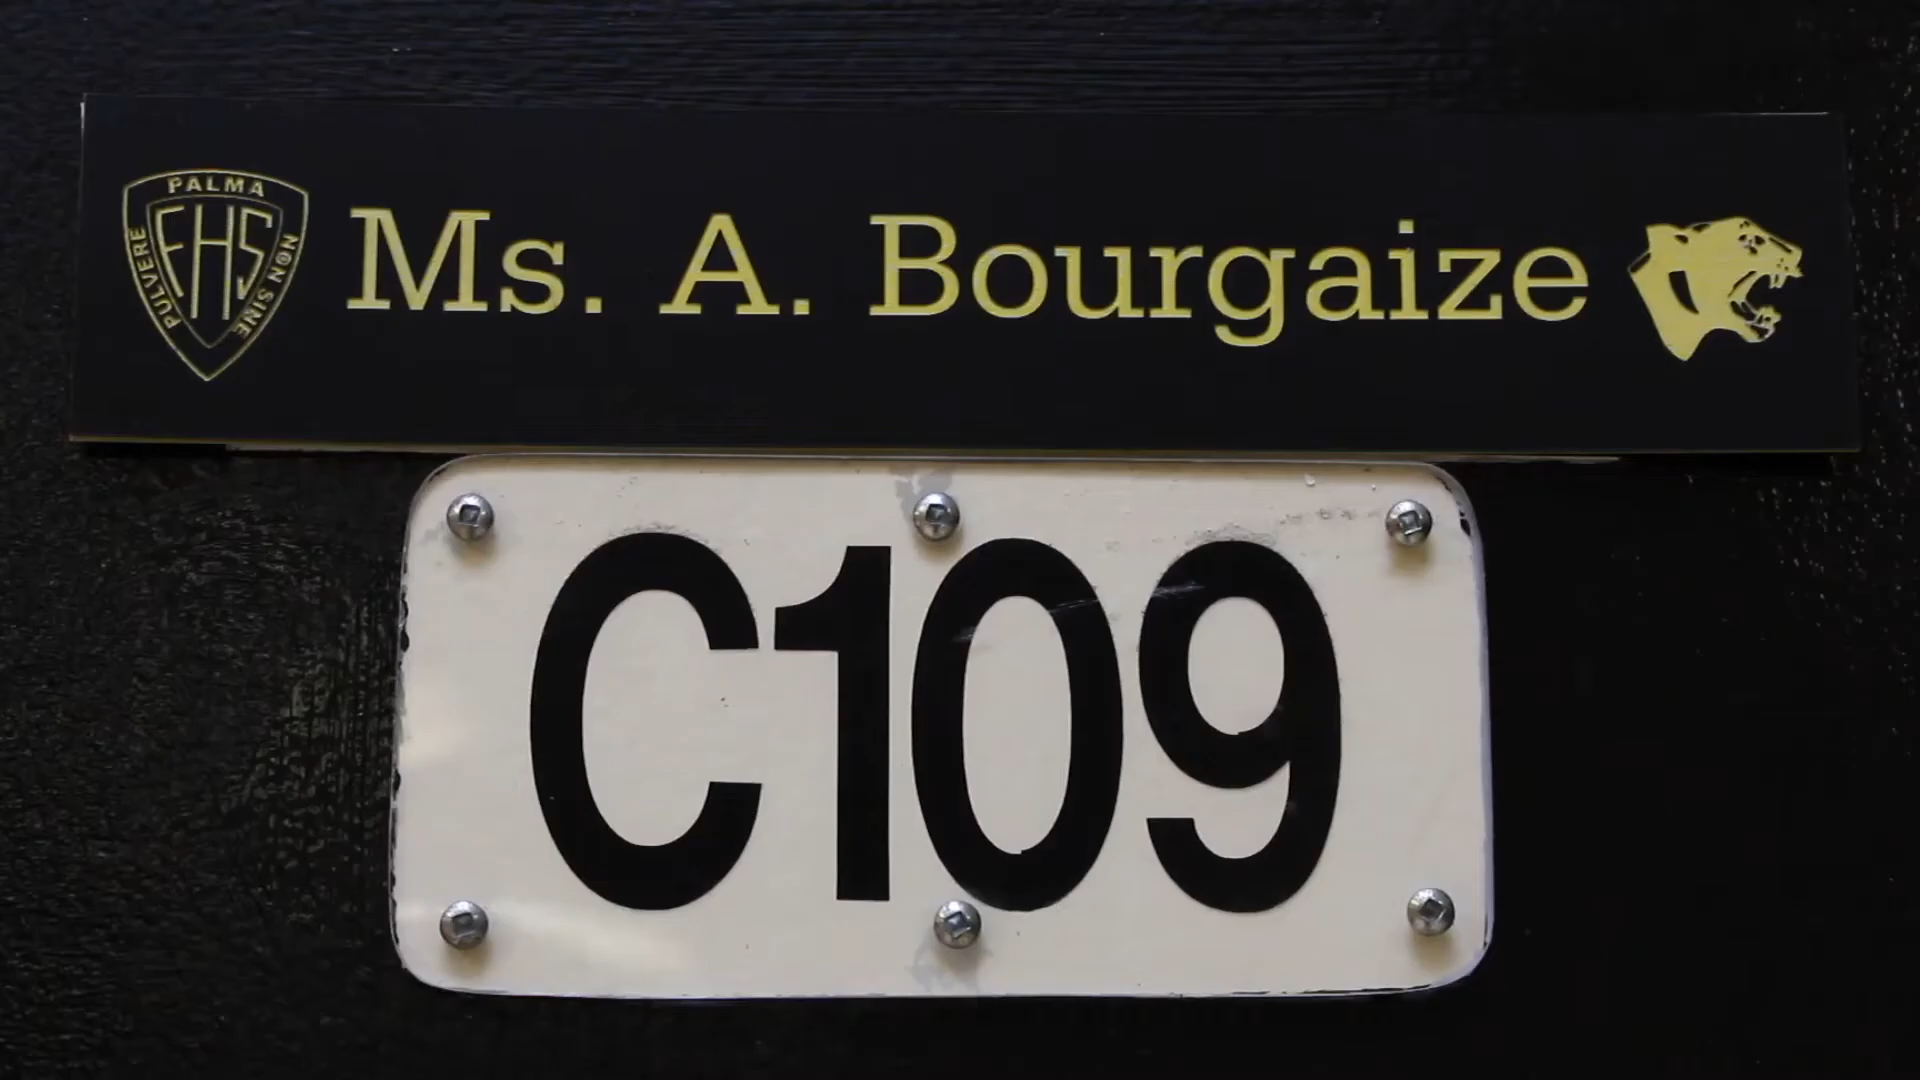 PALMA
NON SINE
PULVERE
FHS
Ms. A. Bourgaize
C109